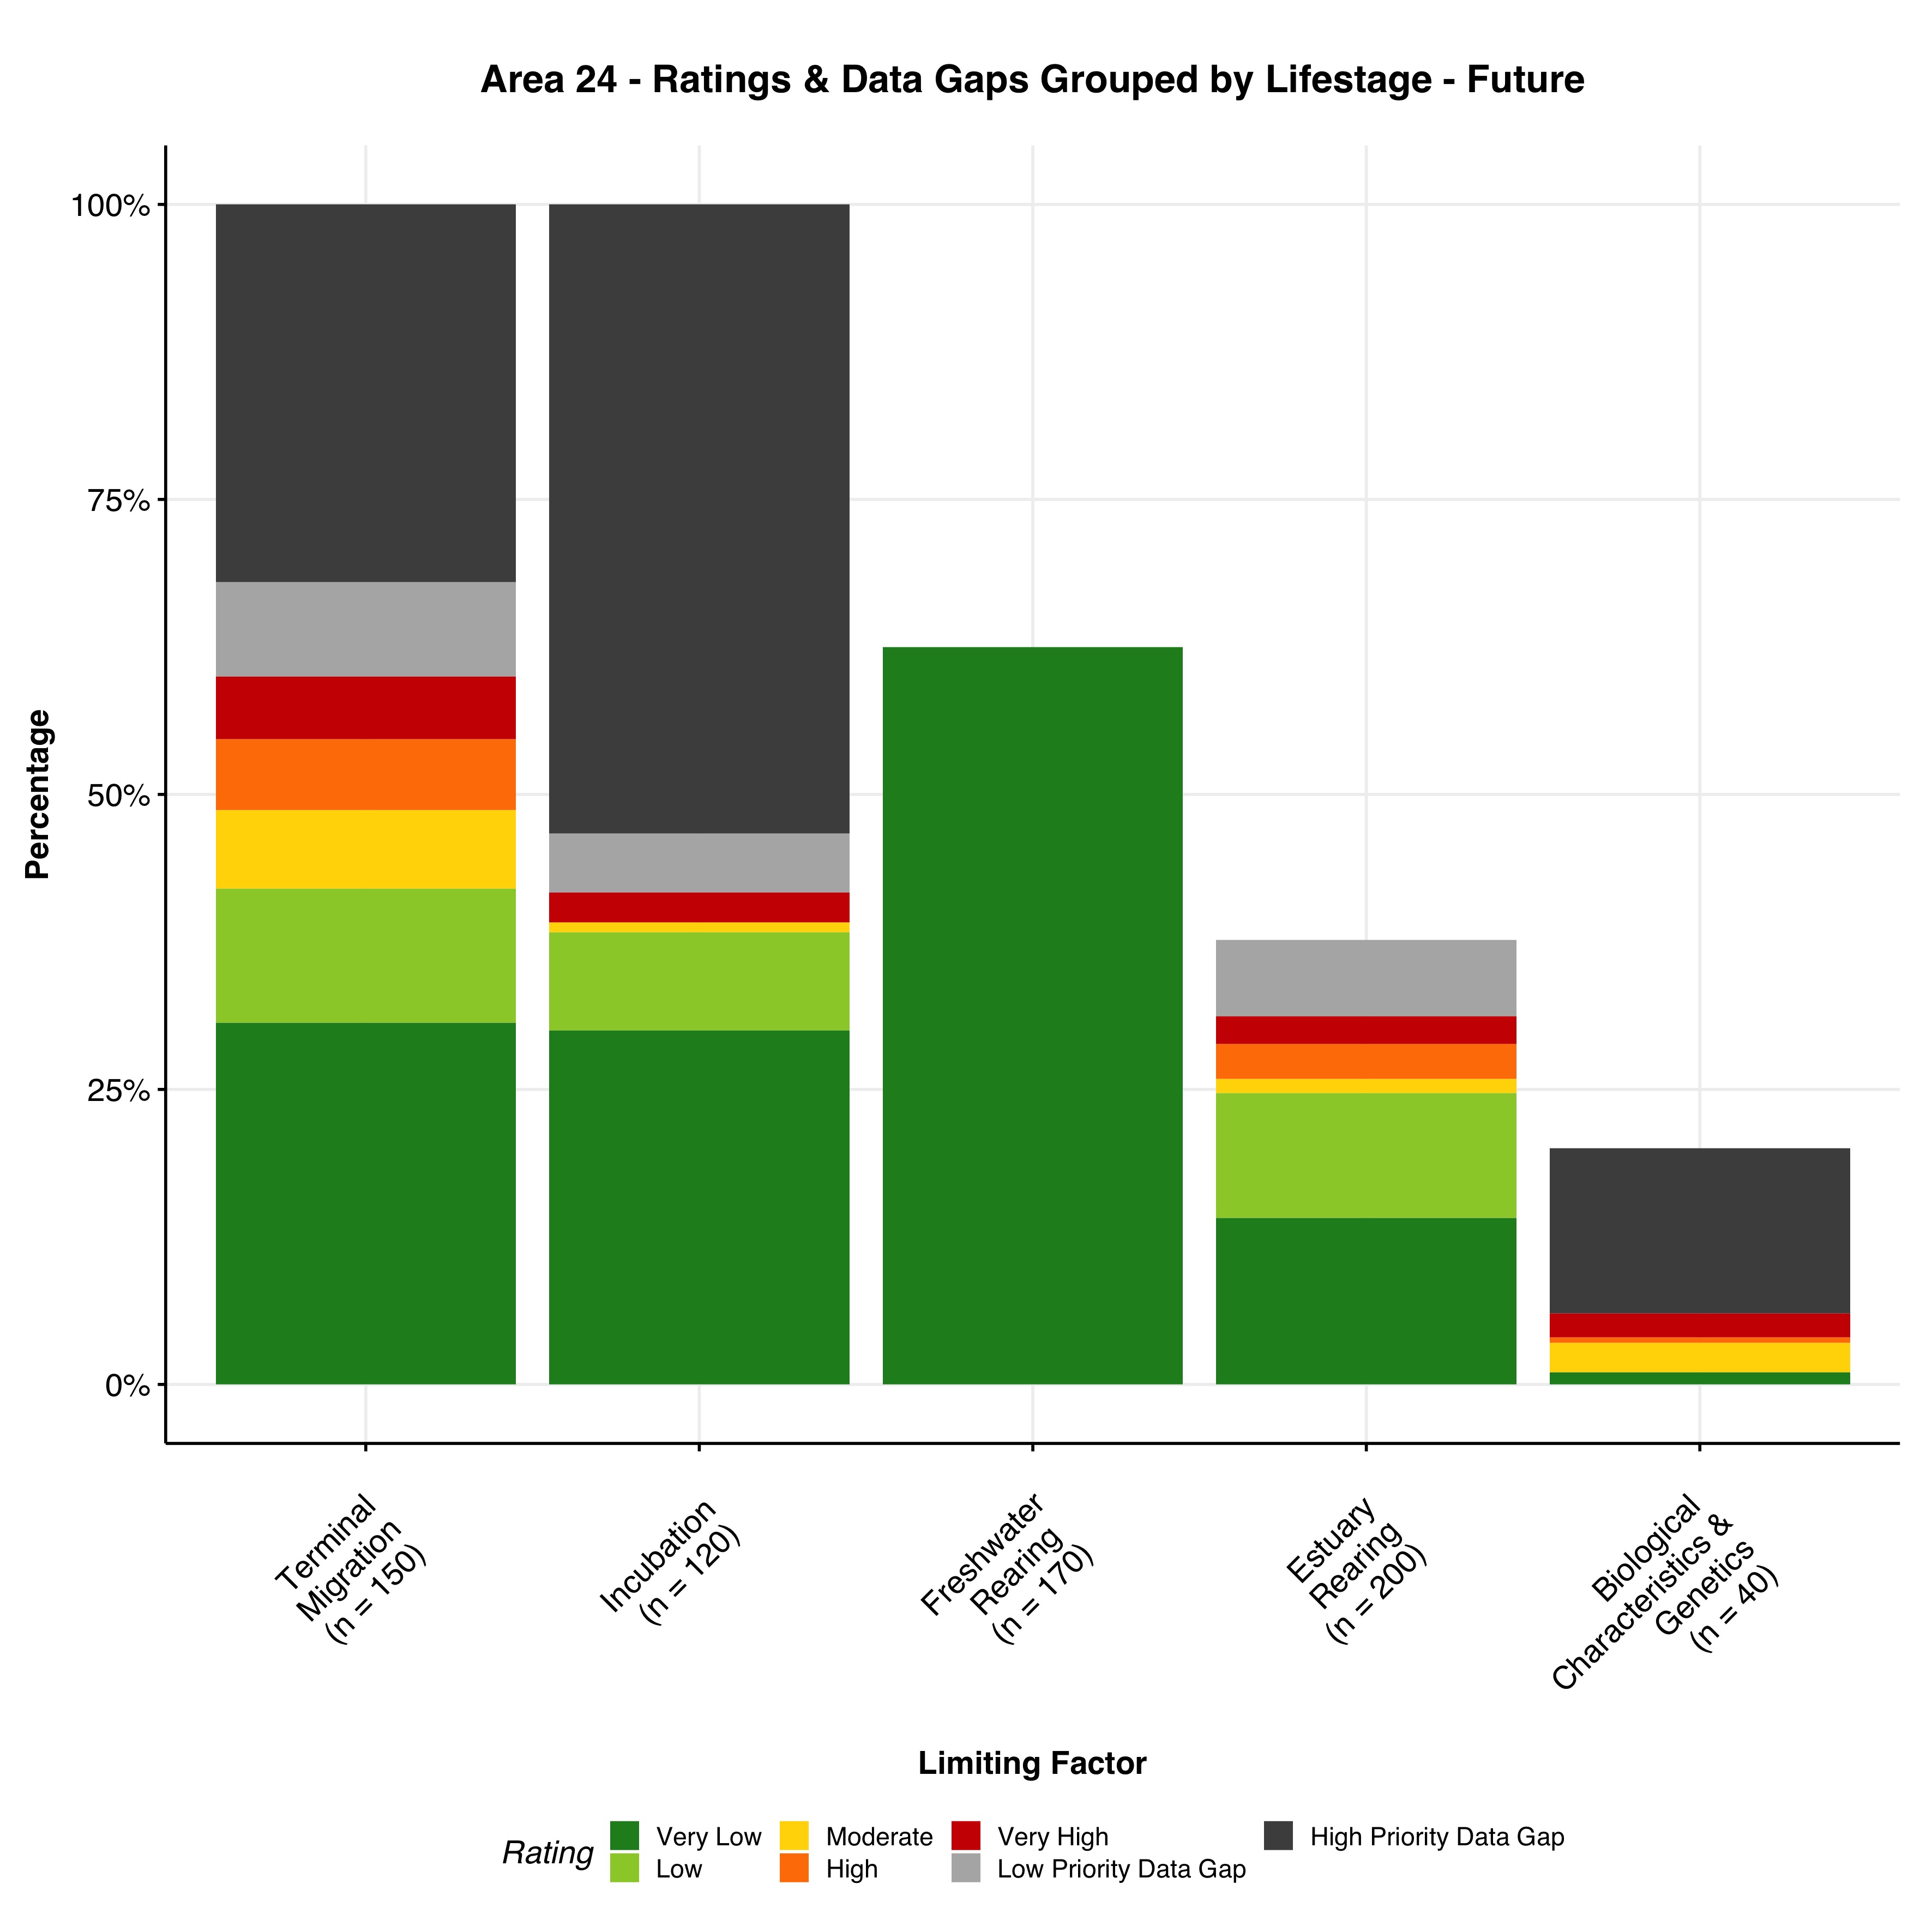 Area 24 - Ratings & Data Gaps Grouped by Lifestage - Future
Percentage
100%
75%
50%
25%
0%
Terminal
Migration
(n = 150)
Incubation
(n = 120)
Freshwater
Rearing
(n = 170)
Estuary
Rearing
(n = 200)
Biological
Characteristics &
Genetics
(n = 40)
Limiting Factor
Rating
Very Low
Low
Moderate
High
Very High
Low Priority Data Gap
High Priority Data Gap